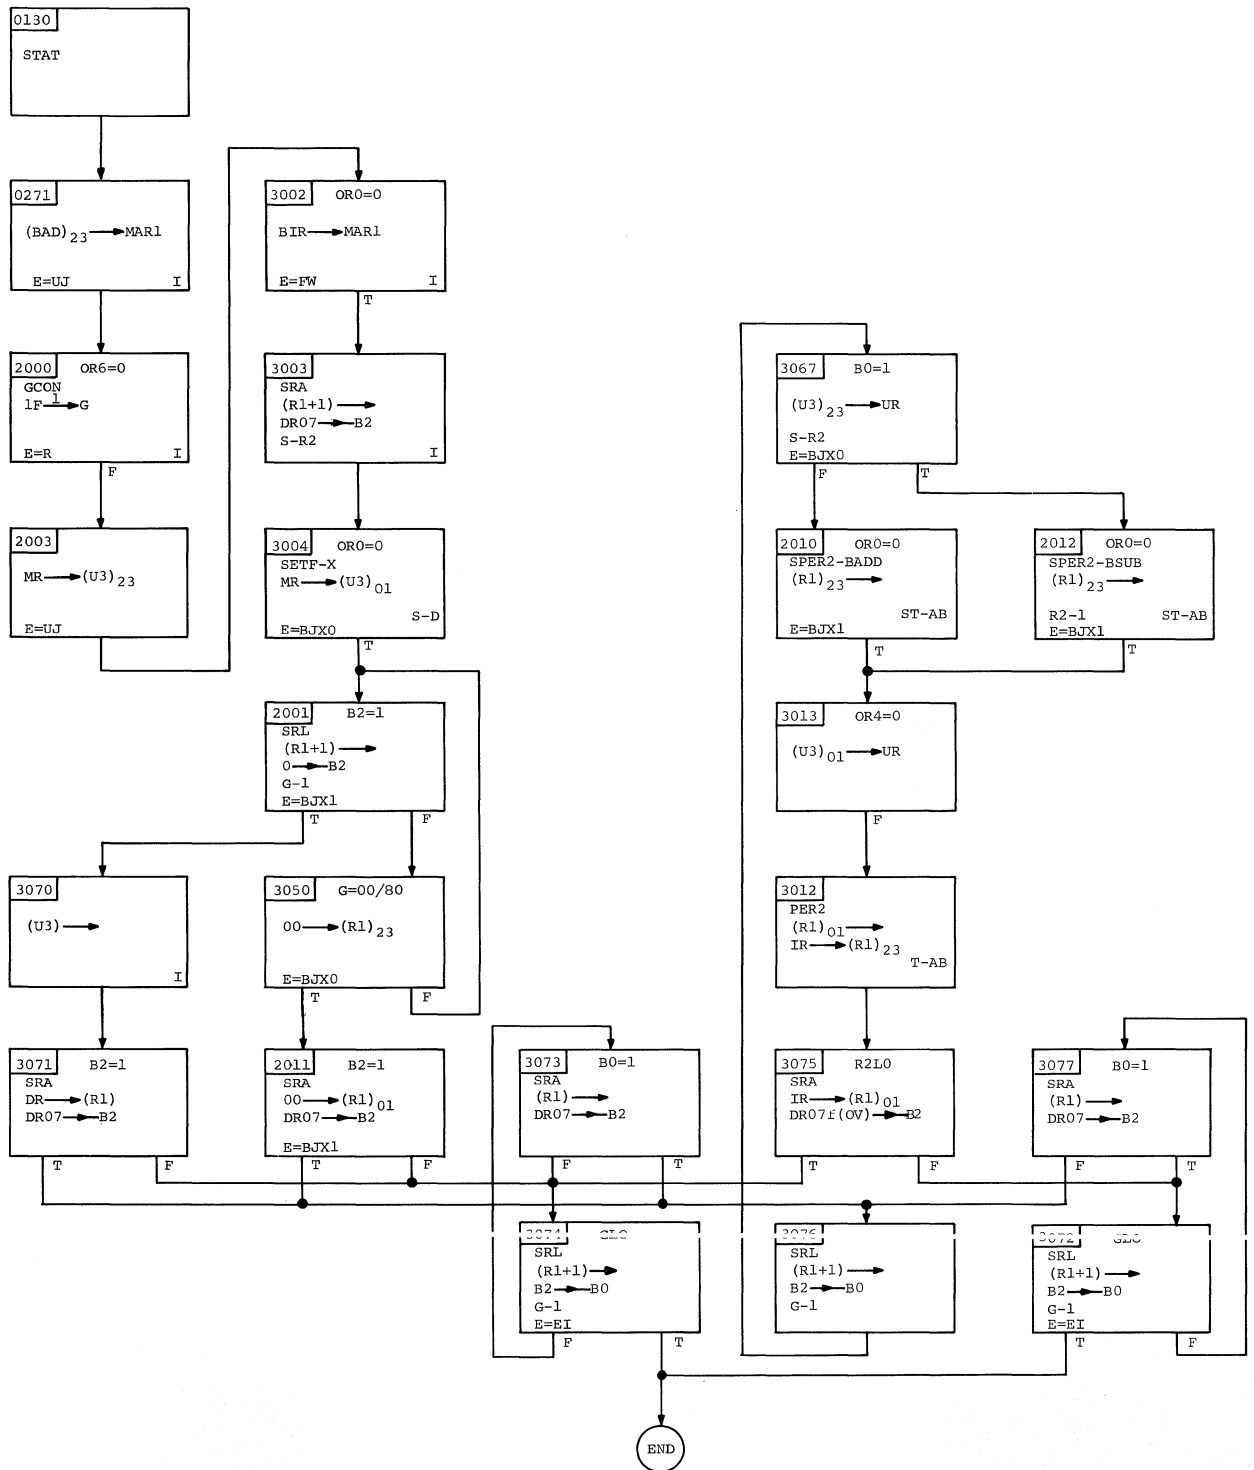 0130
STAT
0271
(BAD)23 → MAR1
E=UJ I
2000 OR6=0
GCON
1F 1→ G
E=R I
F
2003
MR → (U3)23
E=UJ
3002 OR0=0
BIR → MAR1
E=FW I
T
3003
SRA
(R1+1) →
DR07 → B2
S-R2
I
3004 OR0=0
SETF-X
MR → (U3)01
S-D
E=BJX0
T
2001 B2=1
SRL
(R1+1) →
0 → B2
G-1
E=BJX1
T F
3070
(U3) →
I
3050 G=00/80
00 → (R1)23
E=BJX0
T F
3071 B2=1
SRA
DR → (R1)
DR07 → B2
T F
2011 B2=1
SRA
00 → (R1)01
DR07 → B2
E=BJX1
T F
3067 B0=1
(U3)23 → UR
S-R2
E=BJX0
F T
2010 OR0=0
SPER2-BADD
(R1)23 →
ST-AB
E=BJX1
T
2012 OR0=0
SPER2-BSUB
(R1)23 →
R2-1 ST-AB
E=BJX1
T
3013 OR4=0
(U3)01 → UR
F
3012
PER2
(R1)01 →
IR → (R1)23
T-AB
3073 B0=1
SRA
(R1) →
DR07 → B2
F T
3075 R2L0
SRA
IR → (R1)01
DR07f(OV) → B2
T F
3077 B0=1
SRA
(R1) →
DR07 → B2
F T
3074
SRL
(R1+1) →
B2 → B0
G-1
E=EI
F T
3076
SRL
(R1+1) →
B2 → B0
G-1
3072
SRL
(R1+1) →
B2 → B0
G-1
E=EI
T F
END